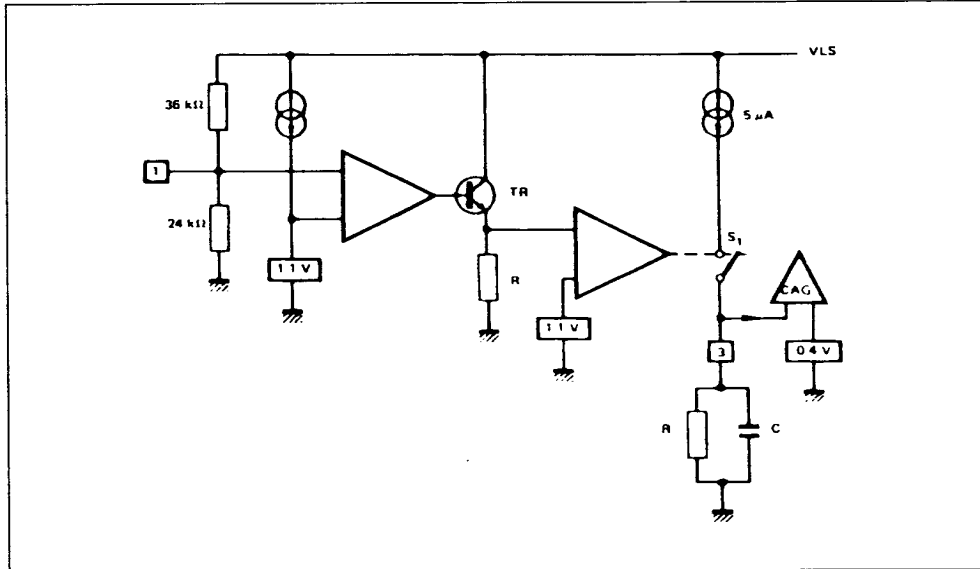 VLS
36 kΩ
5 μA
1
TR
24 kΩ
S1
1 1 V
R
CAG
1 1 V
3
0 4 V
R
C